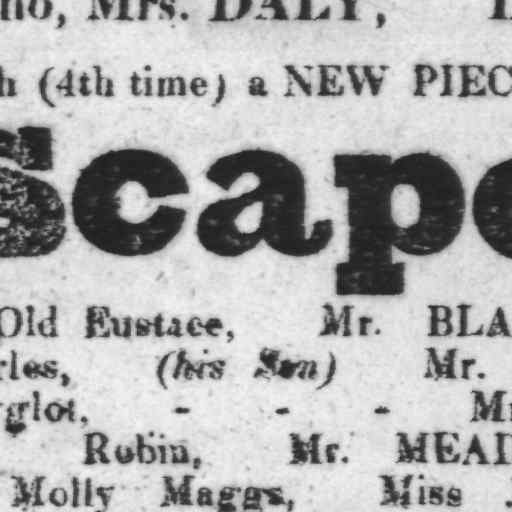 no, Mrs. DALY,
h (4th time) a NEW PIEC
Scape
Old Eustace, Mr. BLA
rles, (his Son) Mr.
rglot, - - - Mr
Robin, Mr. MEAD
Molly Maggs, Miss